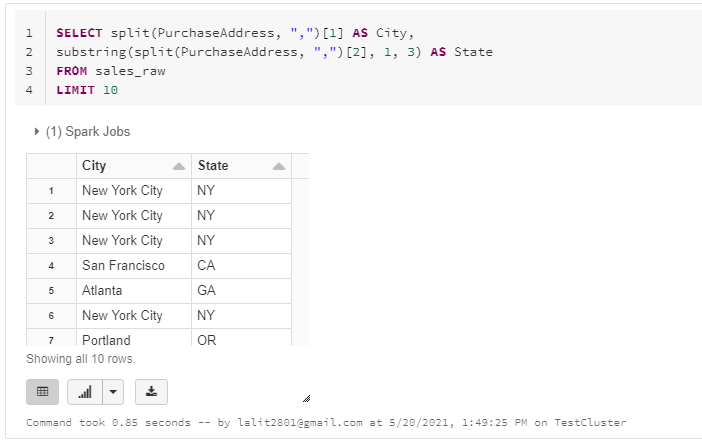 1 SELECT split(PurchaseAddress, ",")[1] AS City,
2 substring(split(PurchaseAddress, ",")[2], 1, 3) AS State
3 FROM sales_raw
4 LIMIT 10
(1) Spark Jobs
City State
1 New York City NY
2 New York City NY
3 New York City NY
4 San Francisco CA
5 Atlanta GA
6 New York City NY
7 Portland OR
Showing all 10 rows.
Command took 0.85 seconds -- by lalit2801@gmail.com at 5/20/2021, 1:49:25 PM on TestCluster